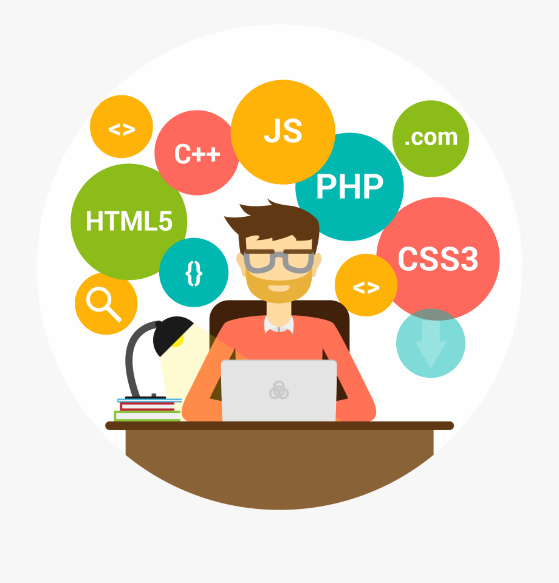 JS
<>
.com
C++
PHP
HTML5
CSS3
{}
<>